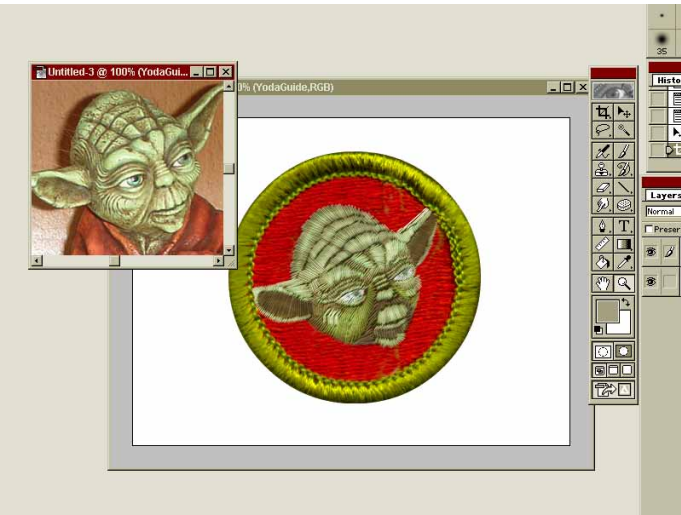 35
Untitled-3 @ 100% (YodaGui...
0% (YodaGuide,RGB)
Histo
Layers
Normal
Preser
T
A